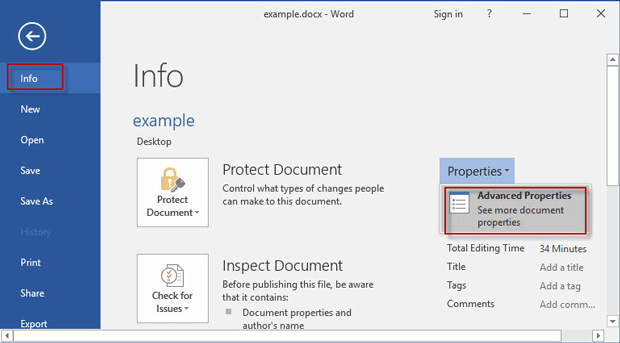 example.docx - Word
Sign in
?
Info
New
Open
Save
Save As
History
Print
Share
Export
Info
example
Desktop
Protect
Document
Protect Document
Control what types of changes people
can make to this document.
Check for
Issues
Inspect Document
Before publishing this file, be aware
that it contains:
Document properties and
author's name
Properties
Advanced Properties
See more document
properties
Total Editing Time 34 Minutes
Title Add a title
Tags Add a tag
Comments Add comm...